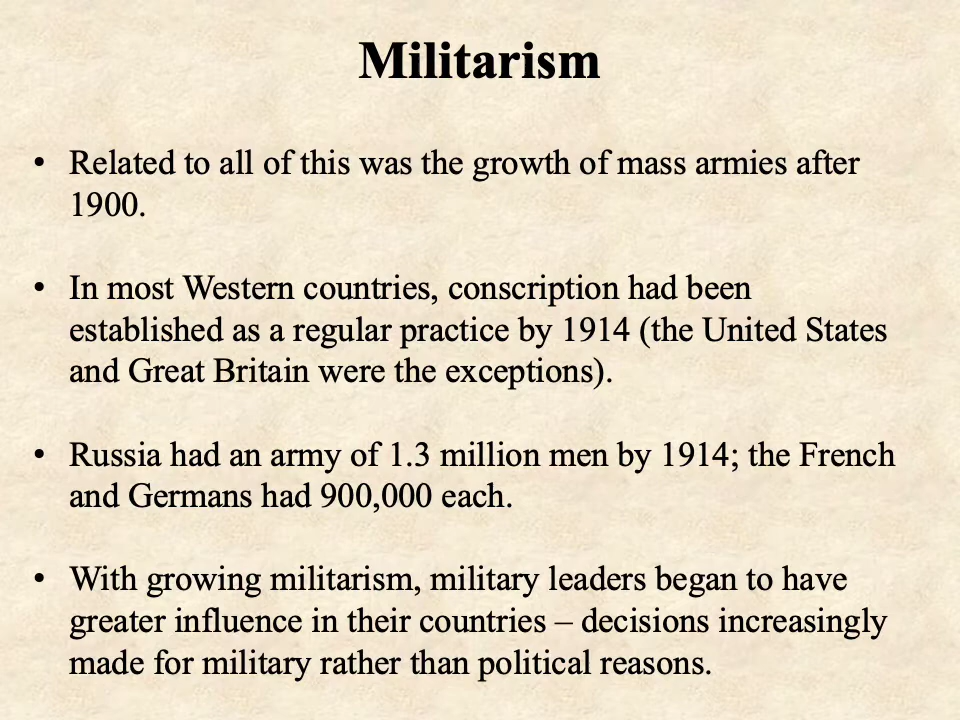 Militarism
• Related to all of this was the growth of mass armies after
1900.
• In most Western countries, conscription had been
established as a regular practice by 1914 (the United States
and Great Britain were the exceptions).
• Russia had an army of 1.3 million men by 1914; the French
and Germans had 900,000 each.
• With growing militarism, military leaders began to have
greater influence in their countries – decisions increasingly
made for military rather than political reasons.